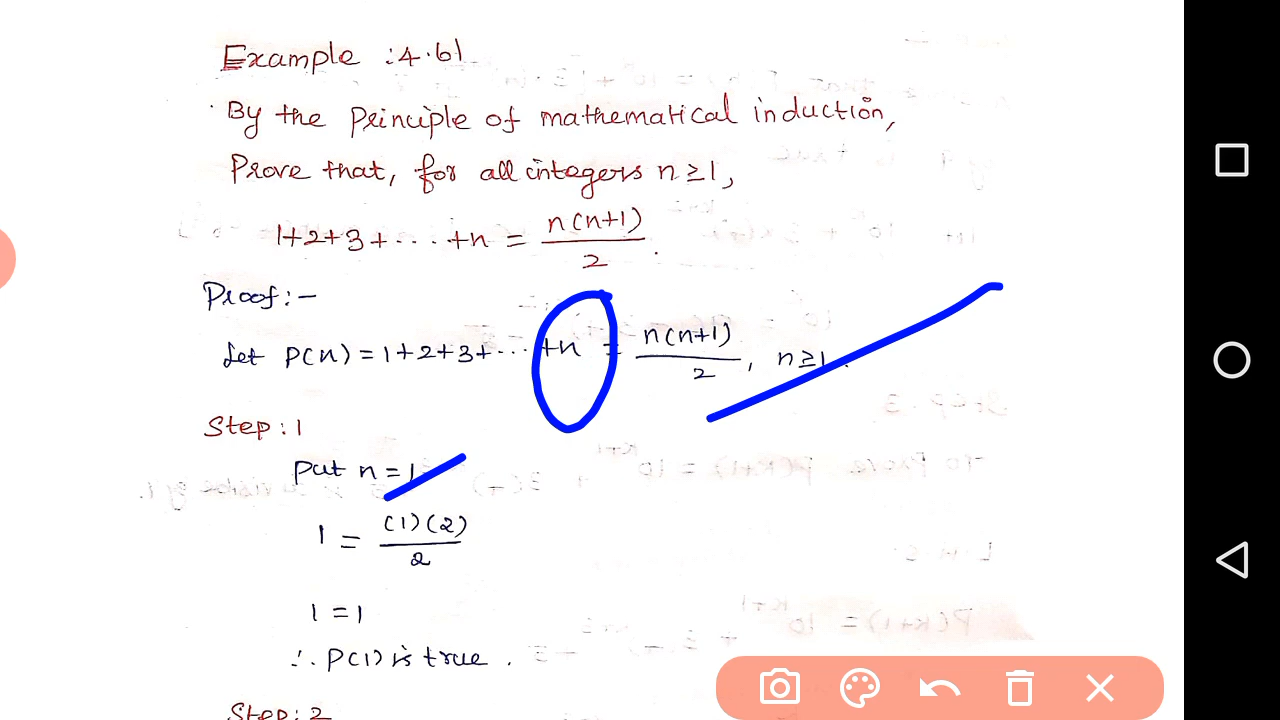 Example :4.61
By the Principle of mathematical induction,
Prove that, for all integers n ≥ 1,
1+2+3+....+n = n(n+1)/2.
Proof:-
Let P(n) = 1+2+3+....+n = n(n+1)/2, n ≥ 1.
Step:1
Put n = 1
1 = (1)(2)/2
1 = 1
∴ P(1) is true.
Step:2